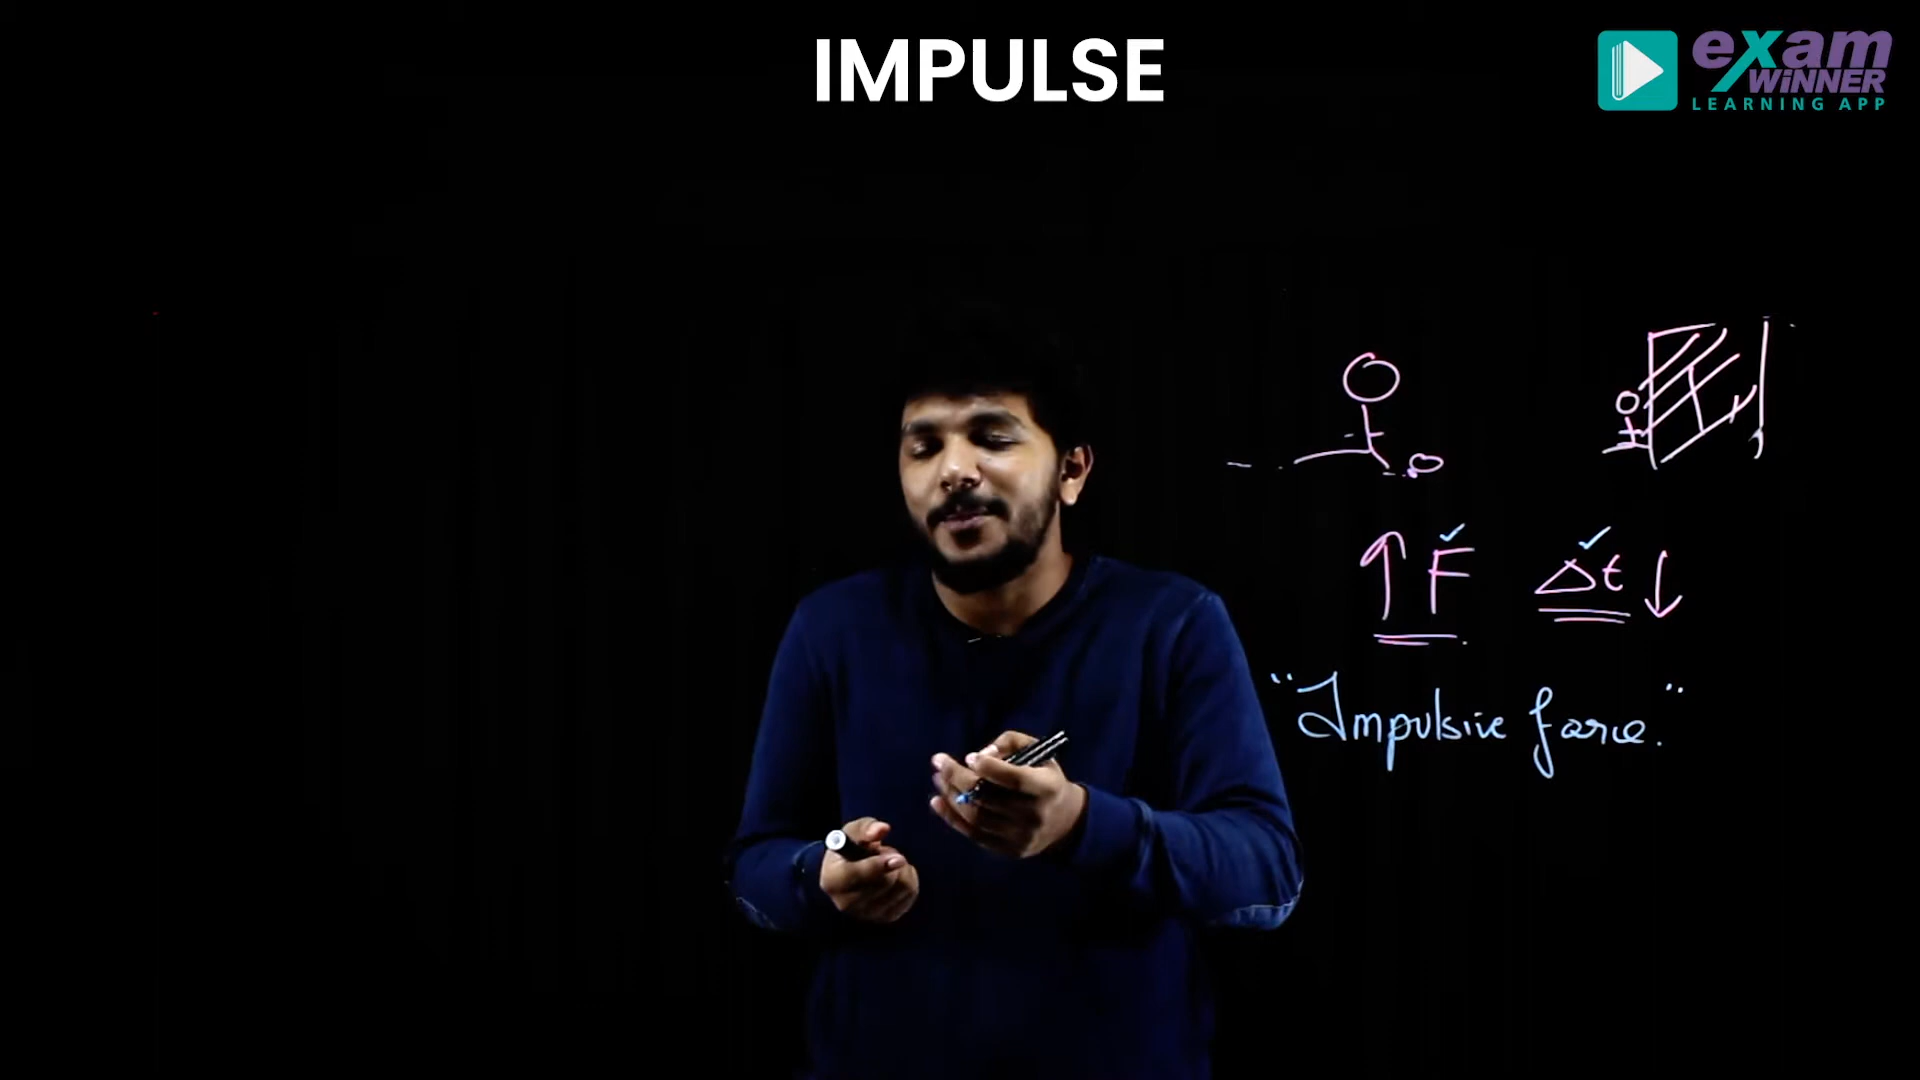 IMPULSE
exam
WiNNER
LEARNING APP
↑ F Δt ↓
"Impulsive force."